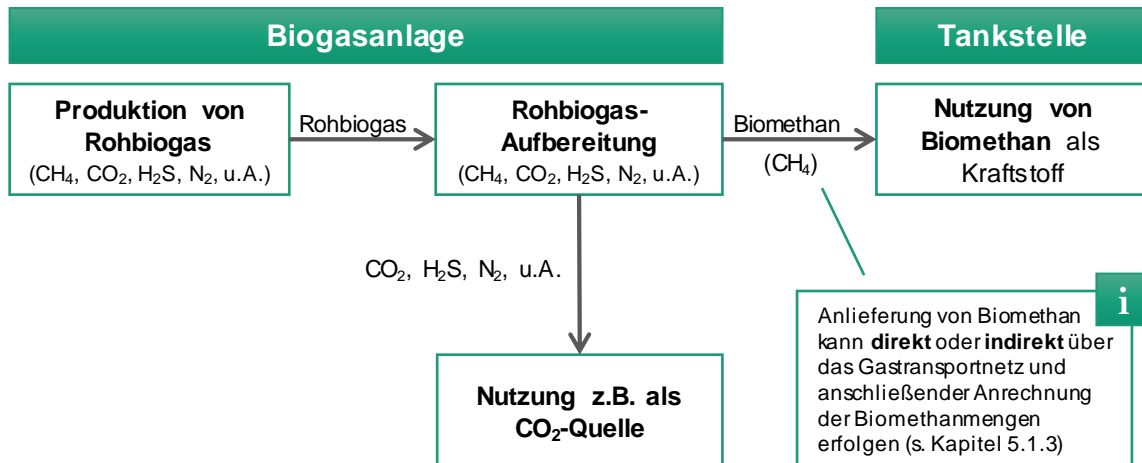 Biogasanlage
Tankstelle
Produktion von
Rohbiogas
(CH₄, CO₂, H₂S, N₂, u.A.)
Rohbiogas
Rohbiogas-
Aufbereitung
(CH₄, CO₂, H₂S, N₂, u.A.)
Biomethan
(CH₄)
Nutzung von
Biomethan als
Kraftstoff
CO₂, H₂S, N₂, u.A.
Nutzung z.B. als
CO₂-Quelle
i
Anlieferung von Biomethan
kann direkt oder indirekt über
das Gastransportnetz und
anschließender Anrechnung
der Biomethanmengen
erfolgen (s. Kapitel 5.1.3)